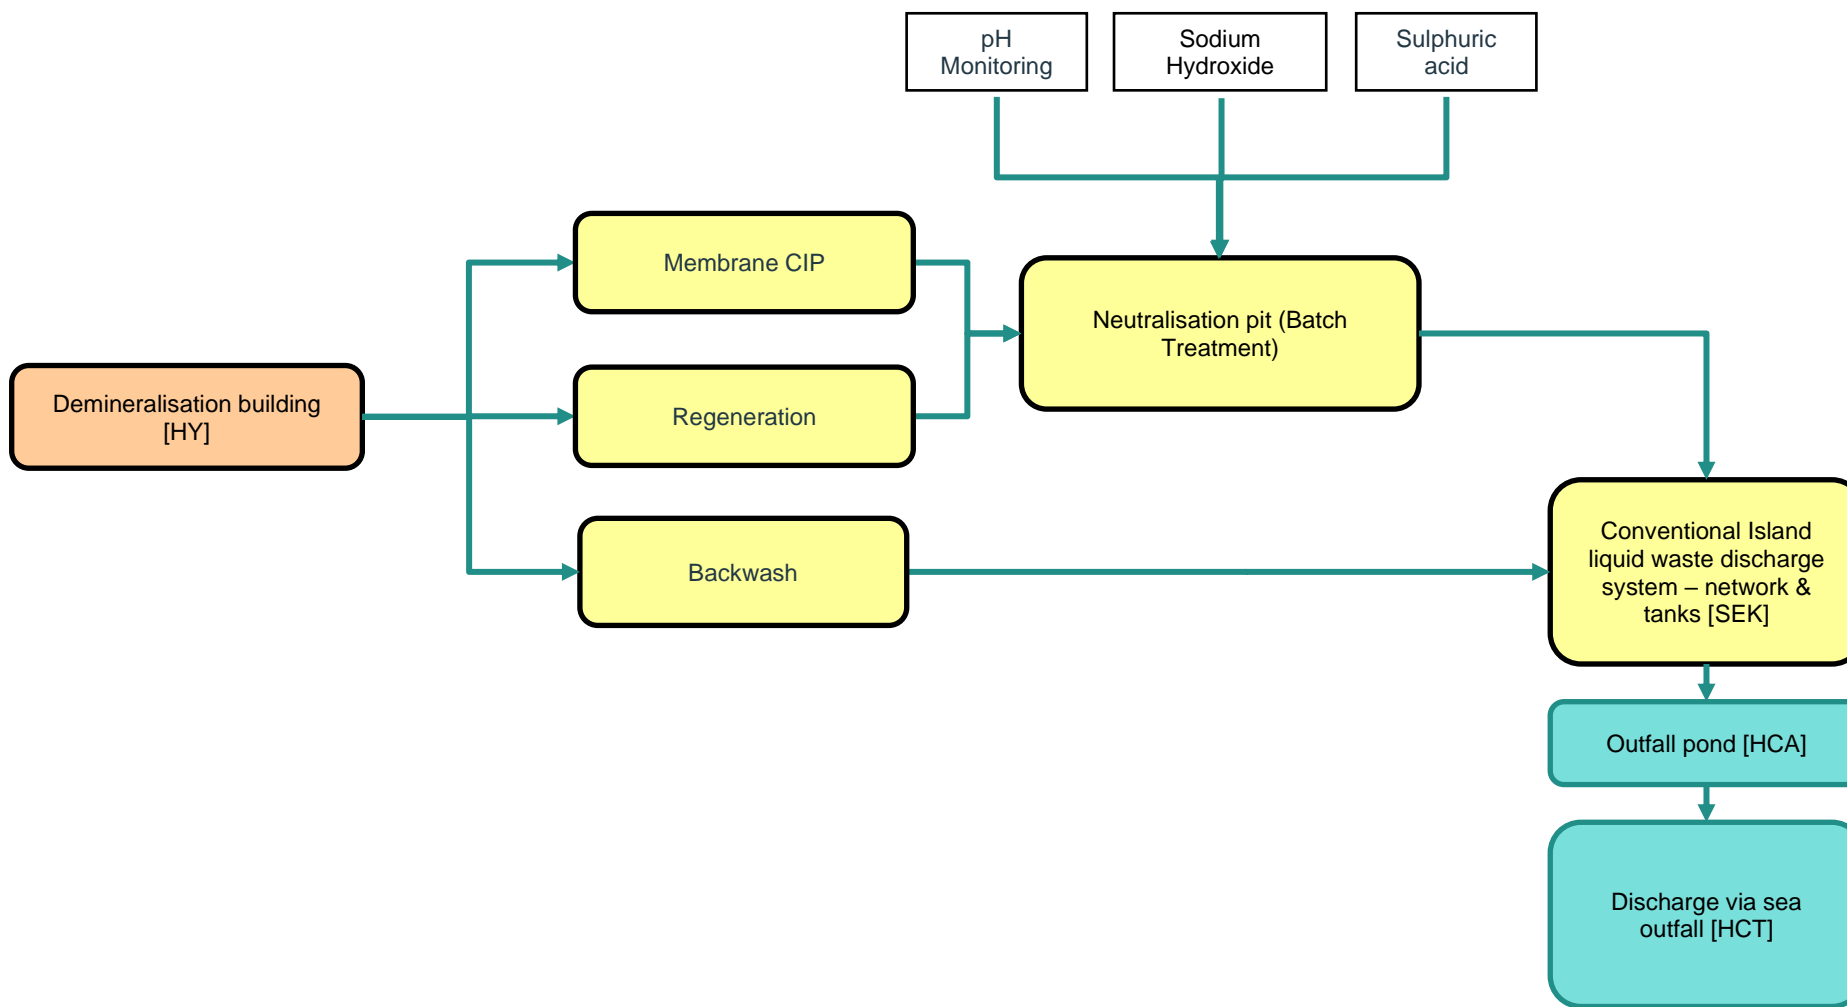 pH
Monitoring
Sodium
Hydroxide
Sulphuric
acid
Membrane CIP
Neutralisation pit (Batch
Treatment)
Demineralisation building
[HY]
Regeneration
Backwash
Conventional Island
liquid waste discharge
system – network &
tanks [SEK]
Outfall pond [HCA]
Discharge via sea
outfall [HCT]